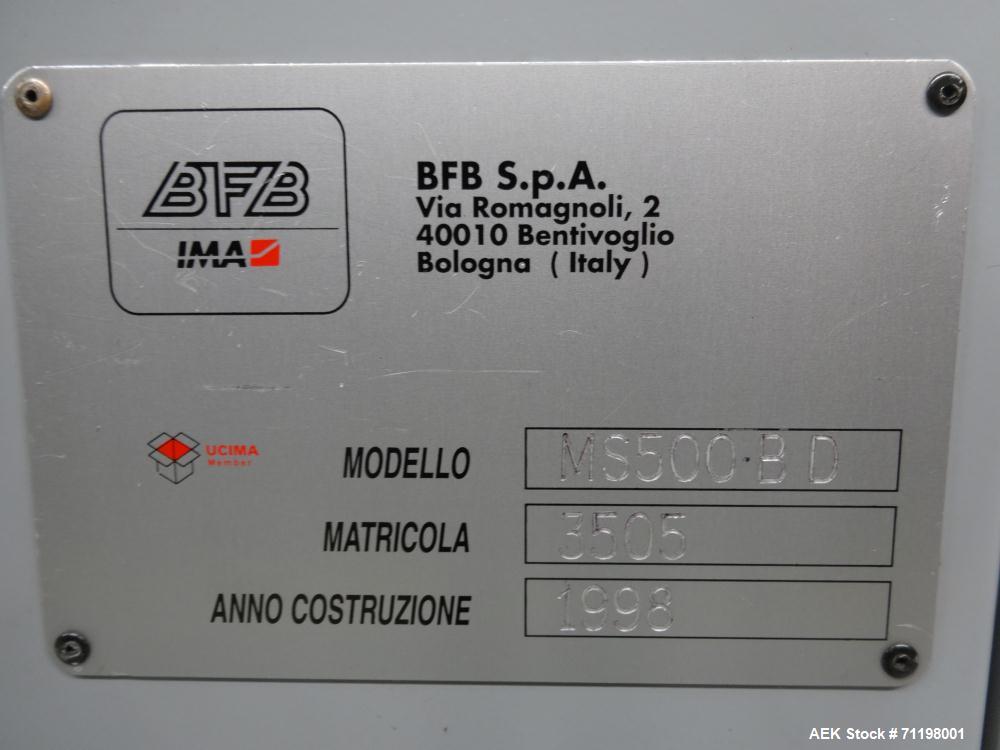 BFB
IMA
BFB S.p.A.
Via Romagnoli, 2
40010 Bentivoglio
Bologna ( Italy )
UCIMA
Member
MODELLO MS500·B D
MATRICOLA 3505
ANNO COSTRUZIONE 1998
AEK Stock #71198001